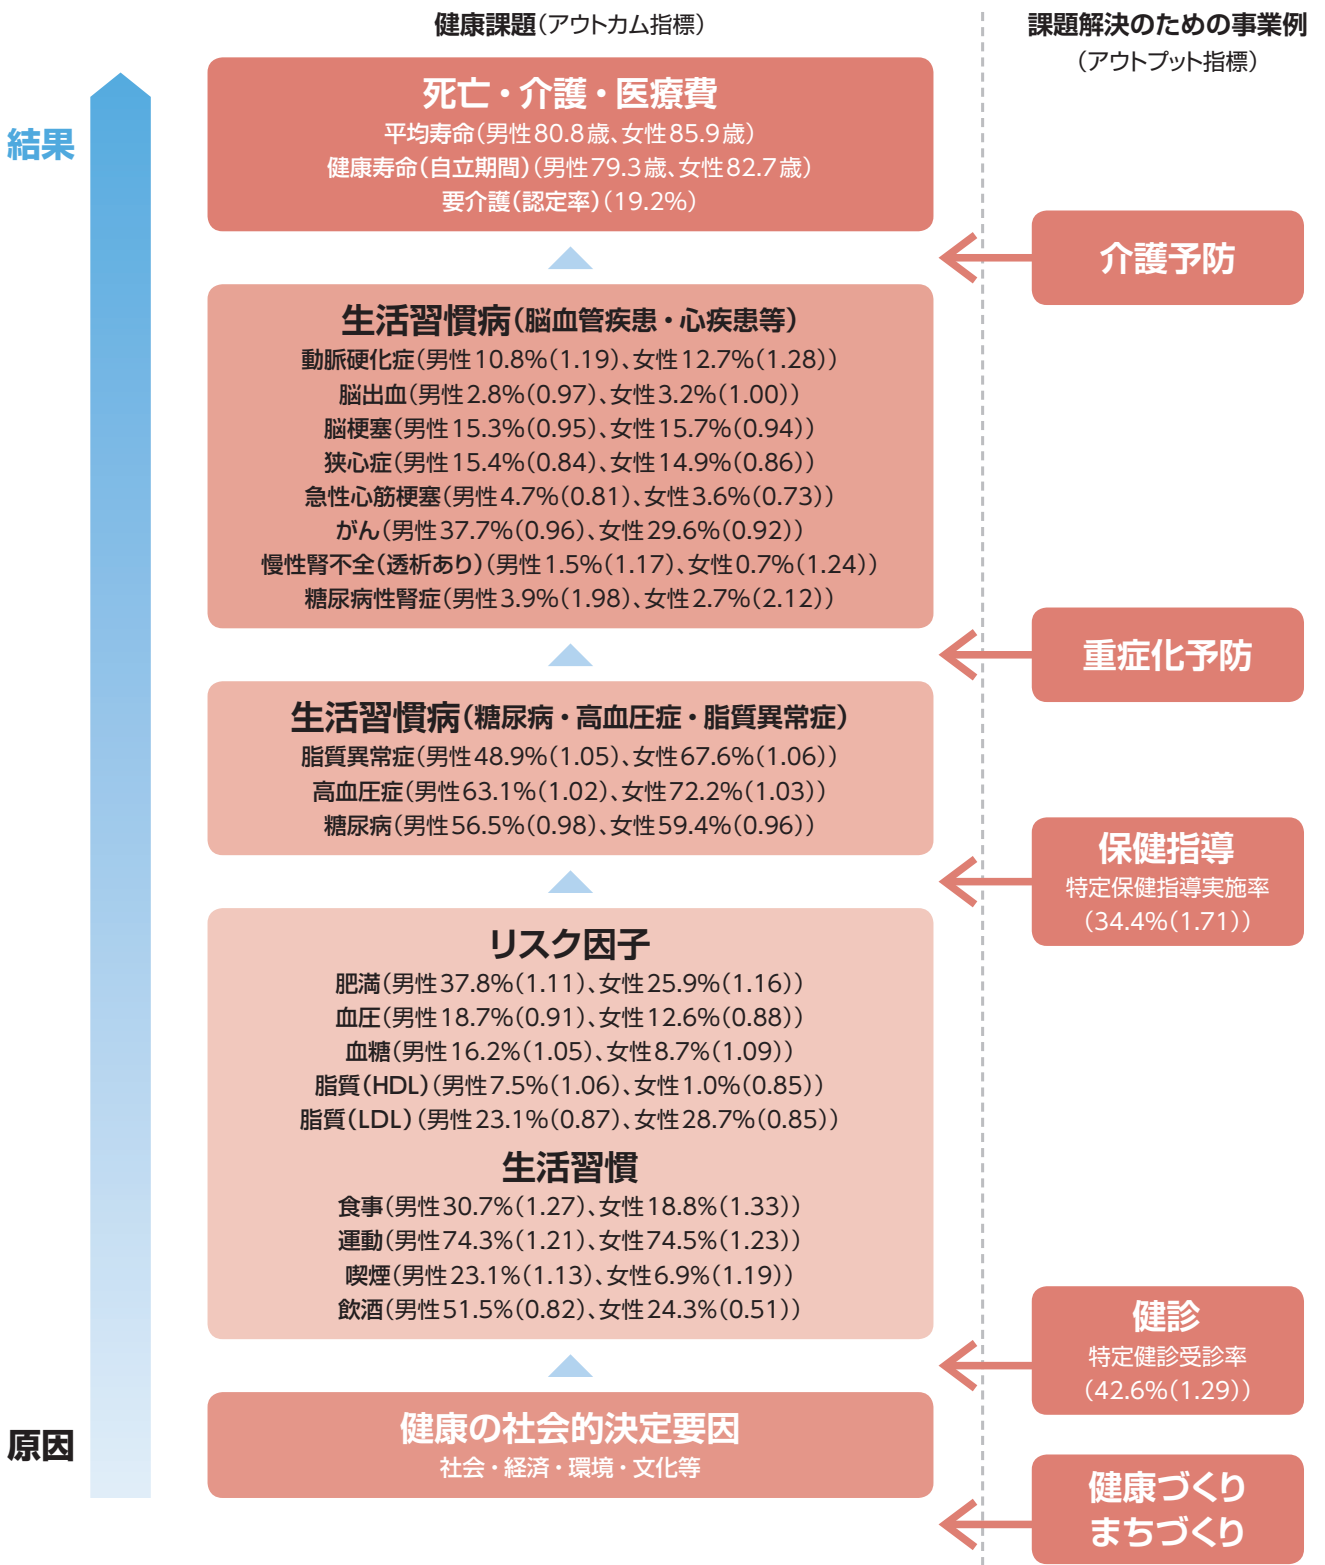 健康課題(アウトカム指標)
課題解決のための事業例
(アウトプット指標)
結果
死亡・介護・医療費
平均寿命(男性80.8歳、女性85.9歳)
健康寿命(自立期間)(男性79.3歳、女性82.7歳)
要介護(認定率)(19.2%)
介護予防
生活習慣病(脳血管疾患・心疾患等)
動脈硬化症(男性10.8%(1.19)、女性12.7%(1.28))
脳出血(男性2.8%(0.97)、女性3.2%(1.00))
脳梗塞(男性15.3%(0.95)、女性15.7%(0.94))
狭心症(男性15.4%(0.84)、女性14.9%(0.86))
急性心筋梗塞(男性4.7%(0.81)、女性3.6%(0.73))
がん(男性37.7%(0.96)、女性29.6%(0.92))
慢性腎不全(透析あり)(男性1.5%(1.17)、女性0.7%(1.24))
糖尿病性腎症(男性3.9%(1.98)、女性2.7%(2.12))
重症化予防
生活習慣病(糖尿病・高血圧症・脂質異常症)
脂質異常症(男性48.9%(1.05)、女性67.6%(1.06))
高血圧症(男性63.1%(1.02)、女性72.2%(1.03))
糖尿病(男性56.5%(0.98)、女性59.4%(0.96))
保健指導
特定保健指導実施率
(34.4%(1.71))
リスク因子
肥満(男性37.8%(1.11)、女性25.9%(1.16))
血圧(男性18.7%(0.91)、女性12.6%(0.88))
血糖(男性16.2%(1.05)、女性8.7%(1.09))
脂質(HDL)(男性7.5%(1.06)、女性1.0%(0.85))
脂質(LDL)(男性23.1%(0.87)、女性28.7%(0.85))
生活習慣
食事(男性30.7%(1.27)、女性18.8%(1.33))
運動(男性74.3%(1.21)、女性74.5%(1.23))
喫煙(男性23.1%(1.13)、女性6.9%(1.19))
飲酒(男性51.5%(0.82)、女性24.3%(0.51))
健診
特定健診受診率
(42.6%(1.29))
原因
健康の社会的決定要因
社会・経済・環境・文化等
健康づくり
まちづくり